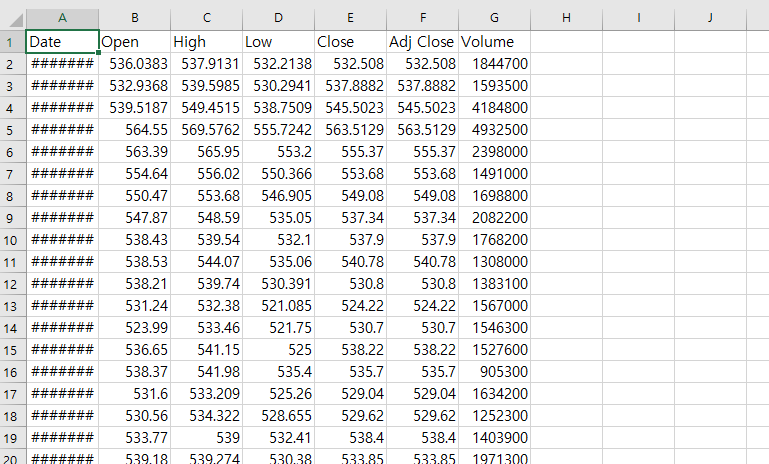 A B C D E F G H I J
1 Date Open High Low Close Adj Close Volume
2 ####### 536.0383 537.9131 532.2138 532.508 532.508 1844700
3 ####### 532.9368 539.5985 530.2941 537.8882 537.8882 1593500
4 ####### 539.5187 549.4515 538.7509 545.5023 545.5023 4184800
5 ####### 564.55 569.5762 555.7242 563.5129 563.5129 4932500
6 ####### 563.39 565.95 553.2 555.37 555.37 2398000
7 ####### 554.64 556.02 550.366 553.68 553.68 1491000
8 ####### 550.47 553.68 546.905 549.08 549.08 1698800
9 ####### 547.87 548.59 535.05 537.34 537.34 2082200
10 ####### 538.43 539.54 532.1 537.9 537.9 1768200
11 ####### 538.53 544.07 535.06 540.78 540.78 1308000
12 ####### 538.21 539.74 530.391 530.8 530.8 1383100
13 ####### 531.24 532.38 521.085 524.22 524.22 1567000
14 ####### 523.99 533.46 521.75 530.7 530.7 1546300
15 ####### 536.65 541.15 525 538.22 538.22 1527600
16 ####### 538.37 541.98 535.4 535.7 535.7 905300
17 ####### 531.6 533.209 525.26 529.04 529.04 1634200
18 ####### 530.56 534.322 528.655 529.62 529.62 1252300
19 ####### 533.77 539 532.41 538.4 538.4 1403900
20 ####### 539.18 539.274 530.38 533.85 533.85 1971300